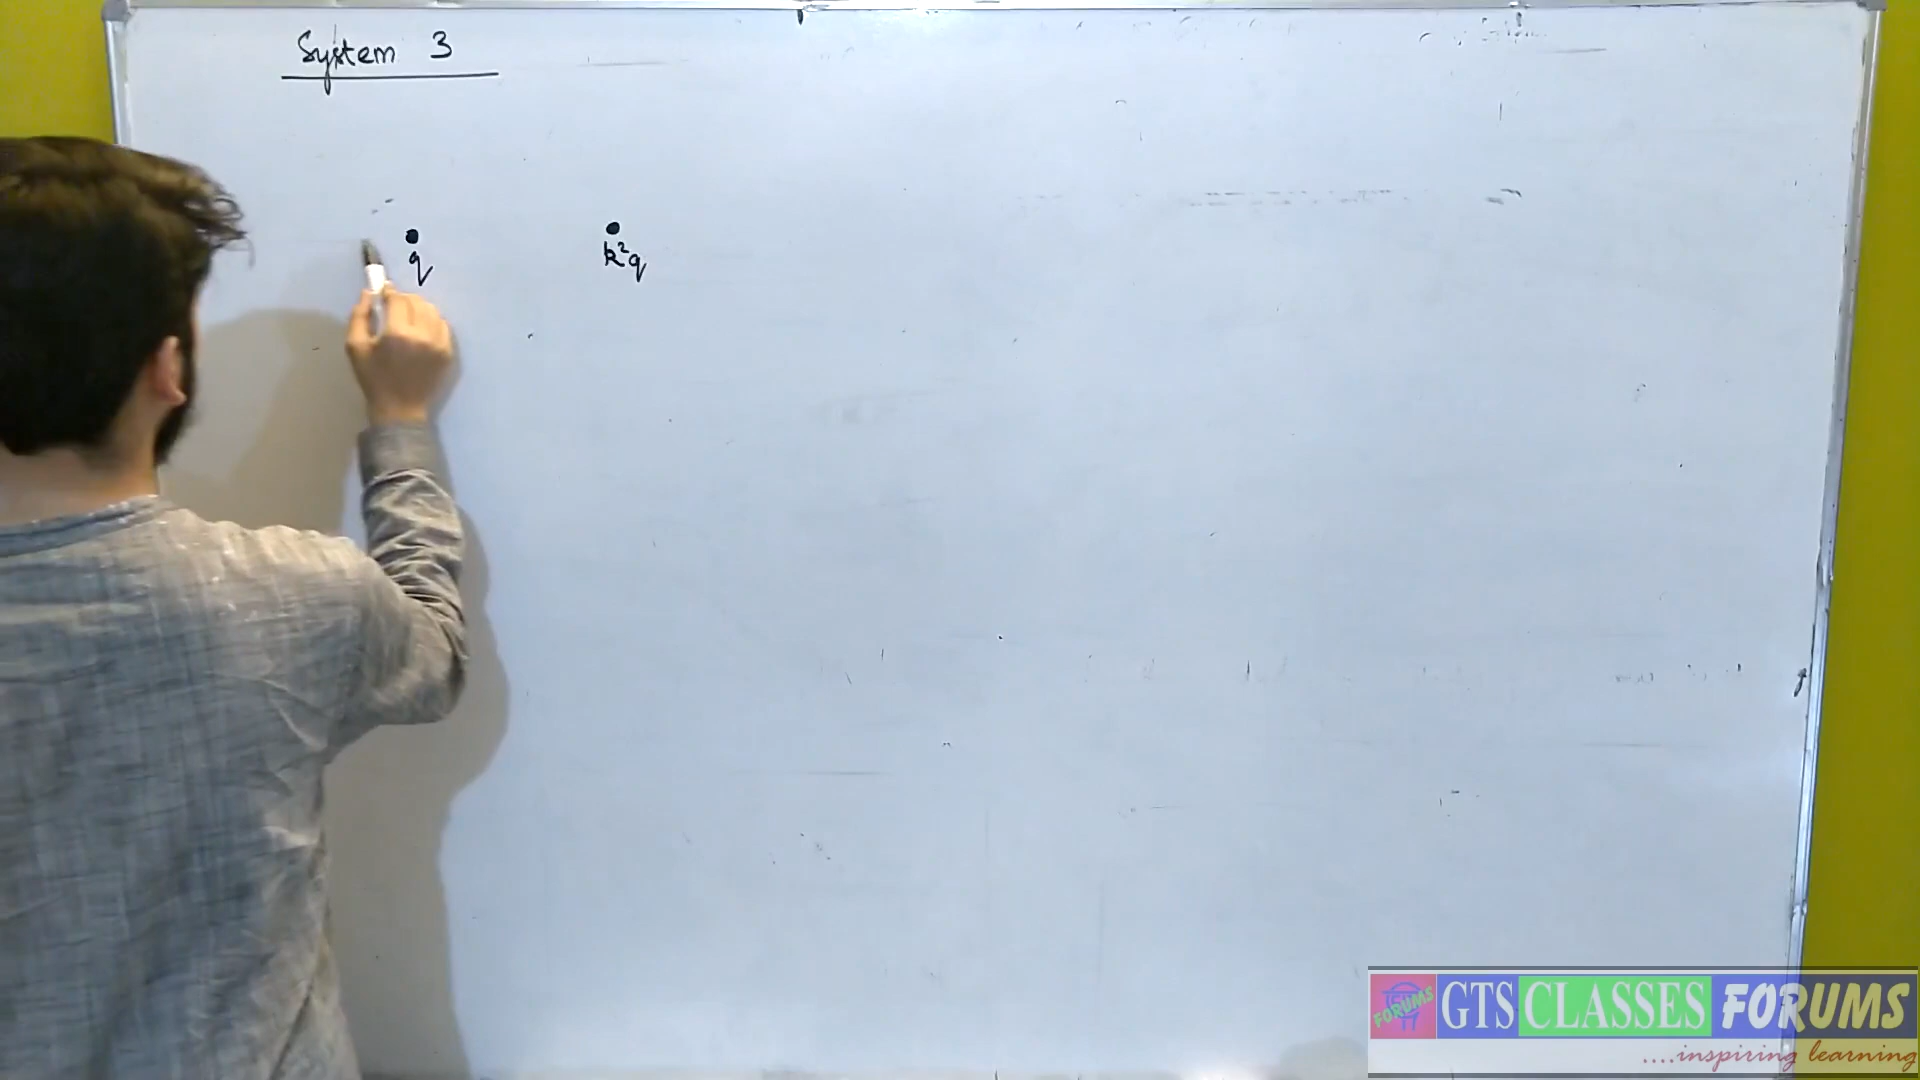 System 3
q
k²q
FORUMS GTS CLASSES FORUMS
....inspiring learning